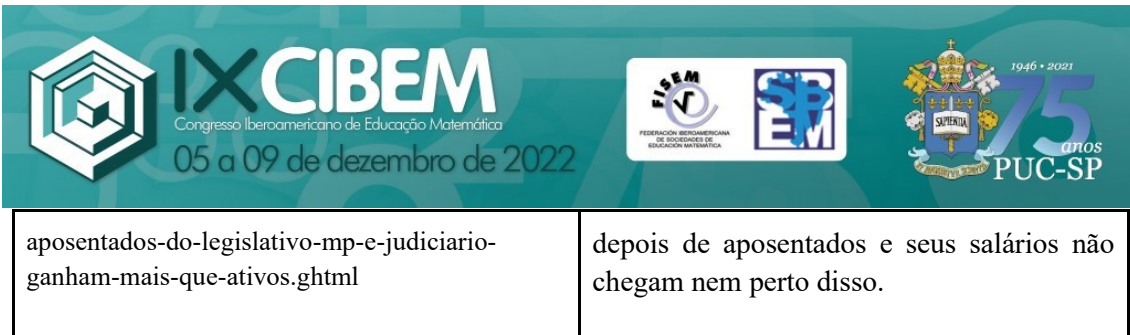 IXCIBEM
Congresso Iberoamericano de Educação Matemática
05 a 09 de dezembro de 2022
FISEM
FEDERACIÓN IBEROAMERICANA
DE SOCIEDADES DE
EDUCACIÓN MATEMÁTICA
SBEM
1946 • 2021
75
anos
PUC-SP
SAPIENTIA
aposentados-do-legislativo-mp-e-judiciario-
ganham-mais-que-ativos.ghtml
depois de aposentados e seus salários não
chegam nem perto disso.